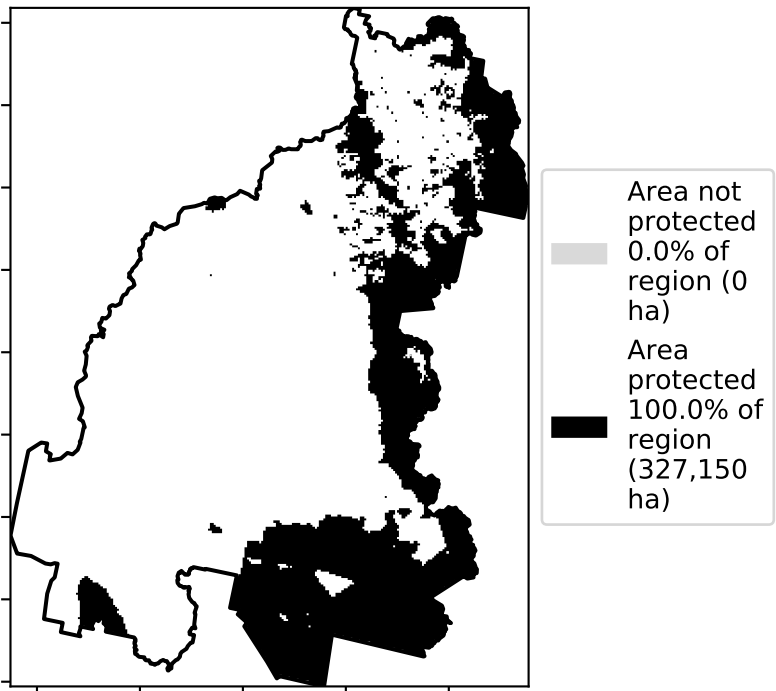 Area not
protected
0.0% of
region (0
ha)
Area
protected
100.0% of
region
(327,150
ha)